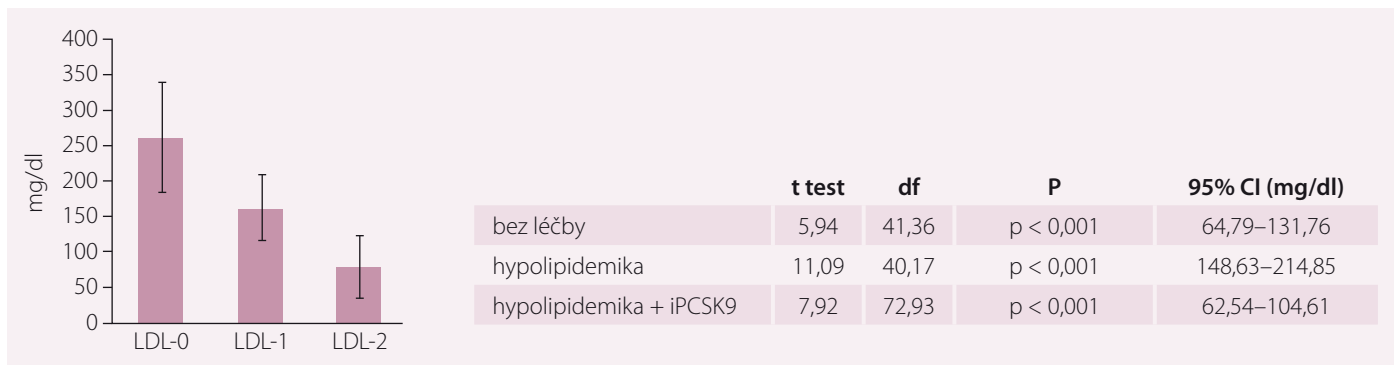 400
350
300
250
200
150
100
50
0
mg/dl
LDL-0 LDL-1 LDL-2
t test df P 95% CI (mg/dl)
bez léčby 5,94 41,36 p < 0,001 64,79–131,76
hypolipidemika 11,09 40,17 p < 0,001 148,63–214,85
hypolipidemika + iPCSK9 7,92 72,93 p < 0,001 62,54–104,61